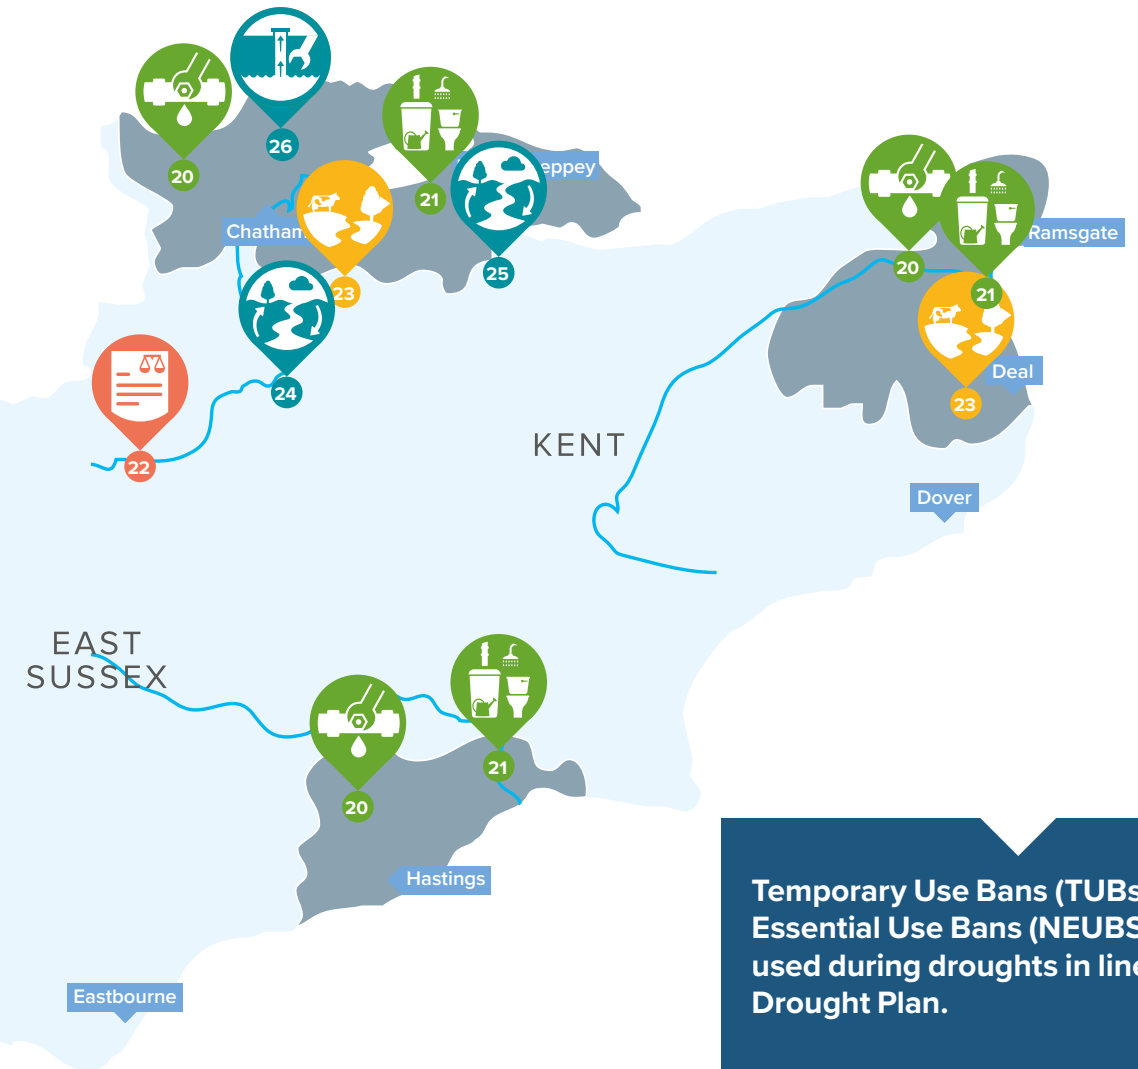 26
20
eppey
21
Chatham
Ramsgate
25
20
23
21
Deal
24
23
KENT
22
Dover
EAST
SUSSEX
21
20
Hastings
Temporary Use Bans (TUBs
Essential Use Bans (NEUBS
used during droughts in line
Drought Plan.
Eastbourne